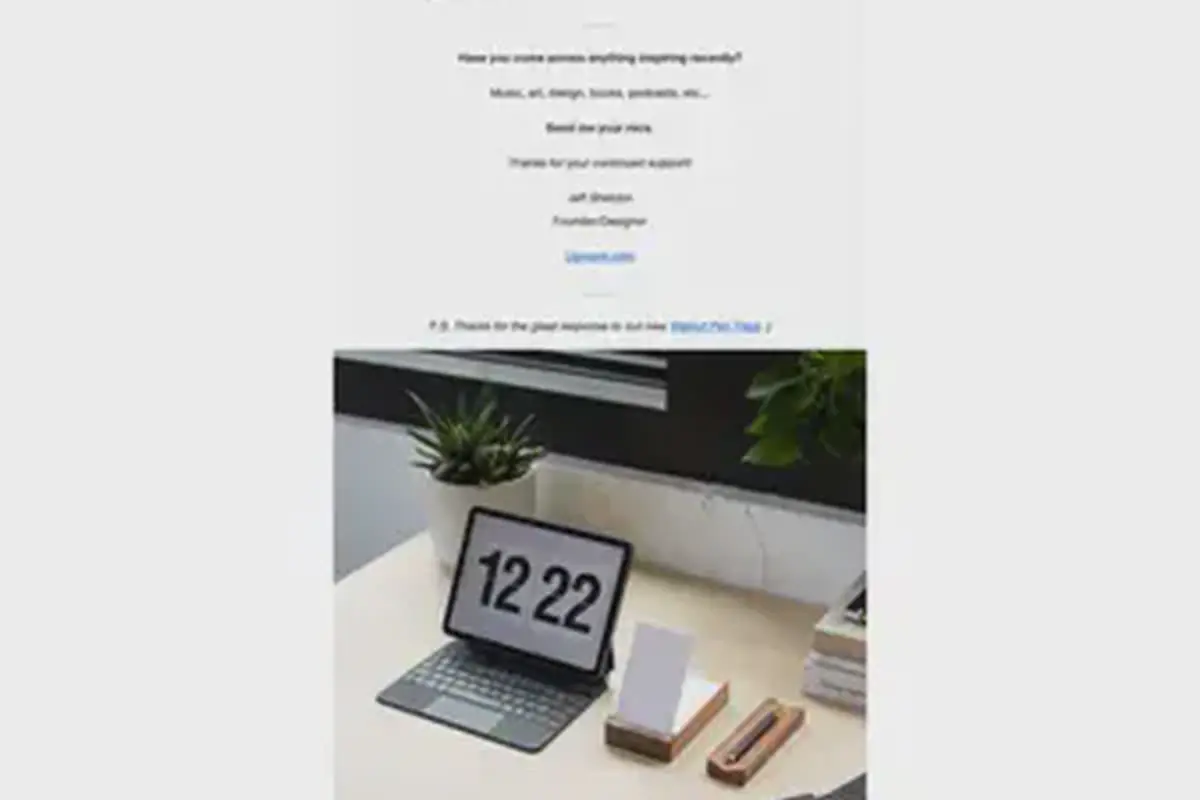 Have you come across anything inspiring recently?
Music, art, design, books, podcasts, etc...
Send me your
Thanks for your continued support!
Jeff Sheldon
Founder/Designer
Ugmonk.com
P.S. Thanks for the great response to our new Walnut Pen Trays :)
12 22